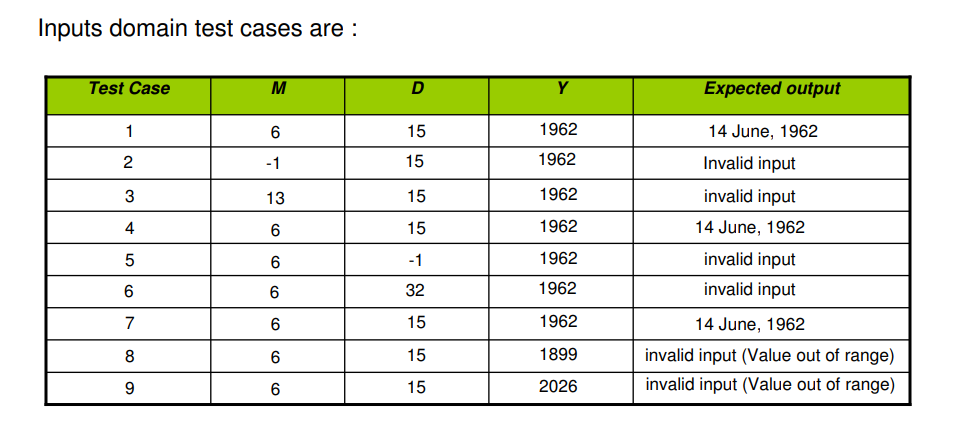 Inputs domain test cases are :
Test Case M D Y Expected output
1 6 15 1962 14 June, 1962
2 -1 15 1962 Invalid input
3 13 15 1962 invalid input
4 6 15 1962 14 June, 1962
5 6 -1 1962 invalid input
6 6 32 1962 invalid input
7 6 15 1962 14 June, 1962
8 6 15 1899 invalid input (Value out of range)
9 6 15 2026 invalid input (Value out of range)